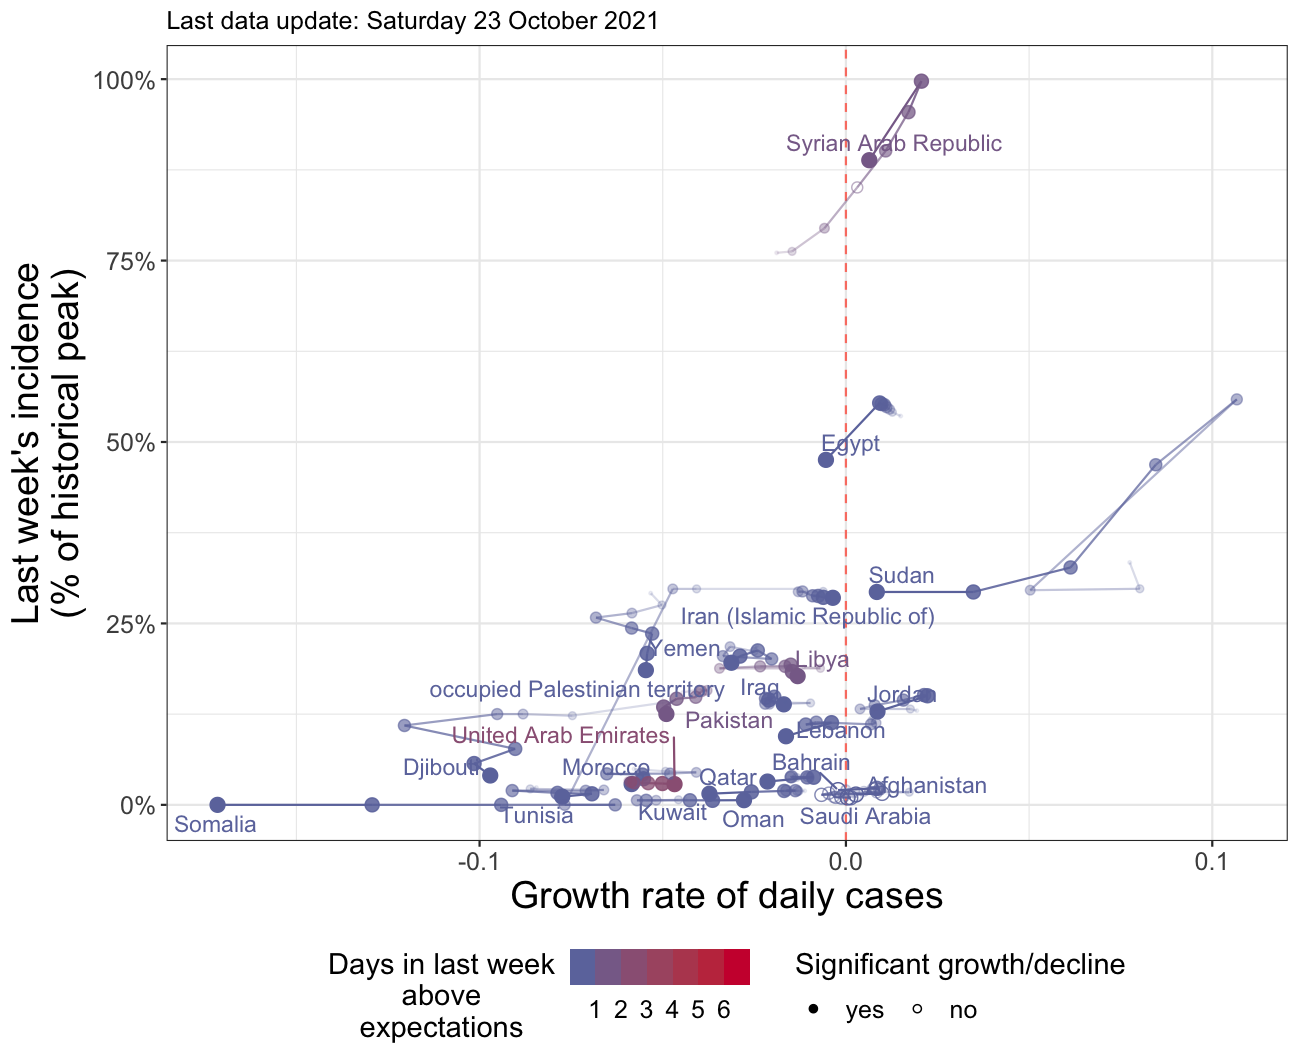 Last data update: Saturday 23 October 2021
Last week's incidence
(% of historical peak)
100%
75%
50%
25%
0%
Syrian Arab Republic
Egypt
Sudan
Iran (Islamic Republic of)
Yemen
Libya
occupied Palestinian territory
Iraq
Jordan
Pakistan
United Arab Emirates
Lebanon
Djibouti
Morocco
Qatar
Bahrain
Afghanistan
Somalia
Tunisia
Kuwait
Oman
Saudi Arabia
-0.1
0.0
0.1
Growth rate of daily cases
Days in last week
above
expectations
1 2 3 4 5 6
Significant growth/decline
yes
no